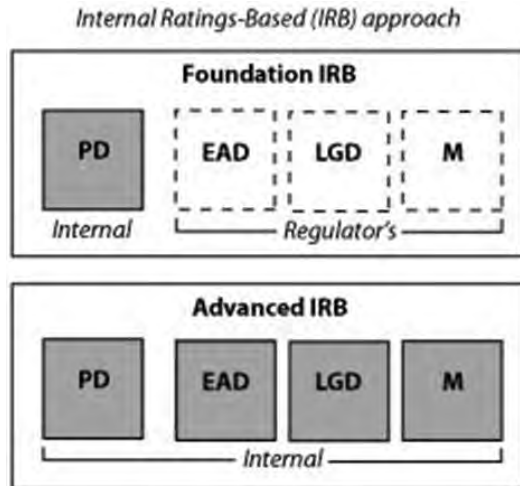 Internal Ratings-Based (IRB) approach
Foundation IRB
PD EAD LGD M
Internal Regulator's
Advanced IRB
PD EAD LGD M
Internal